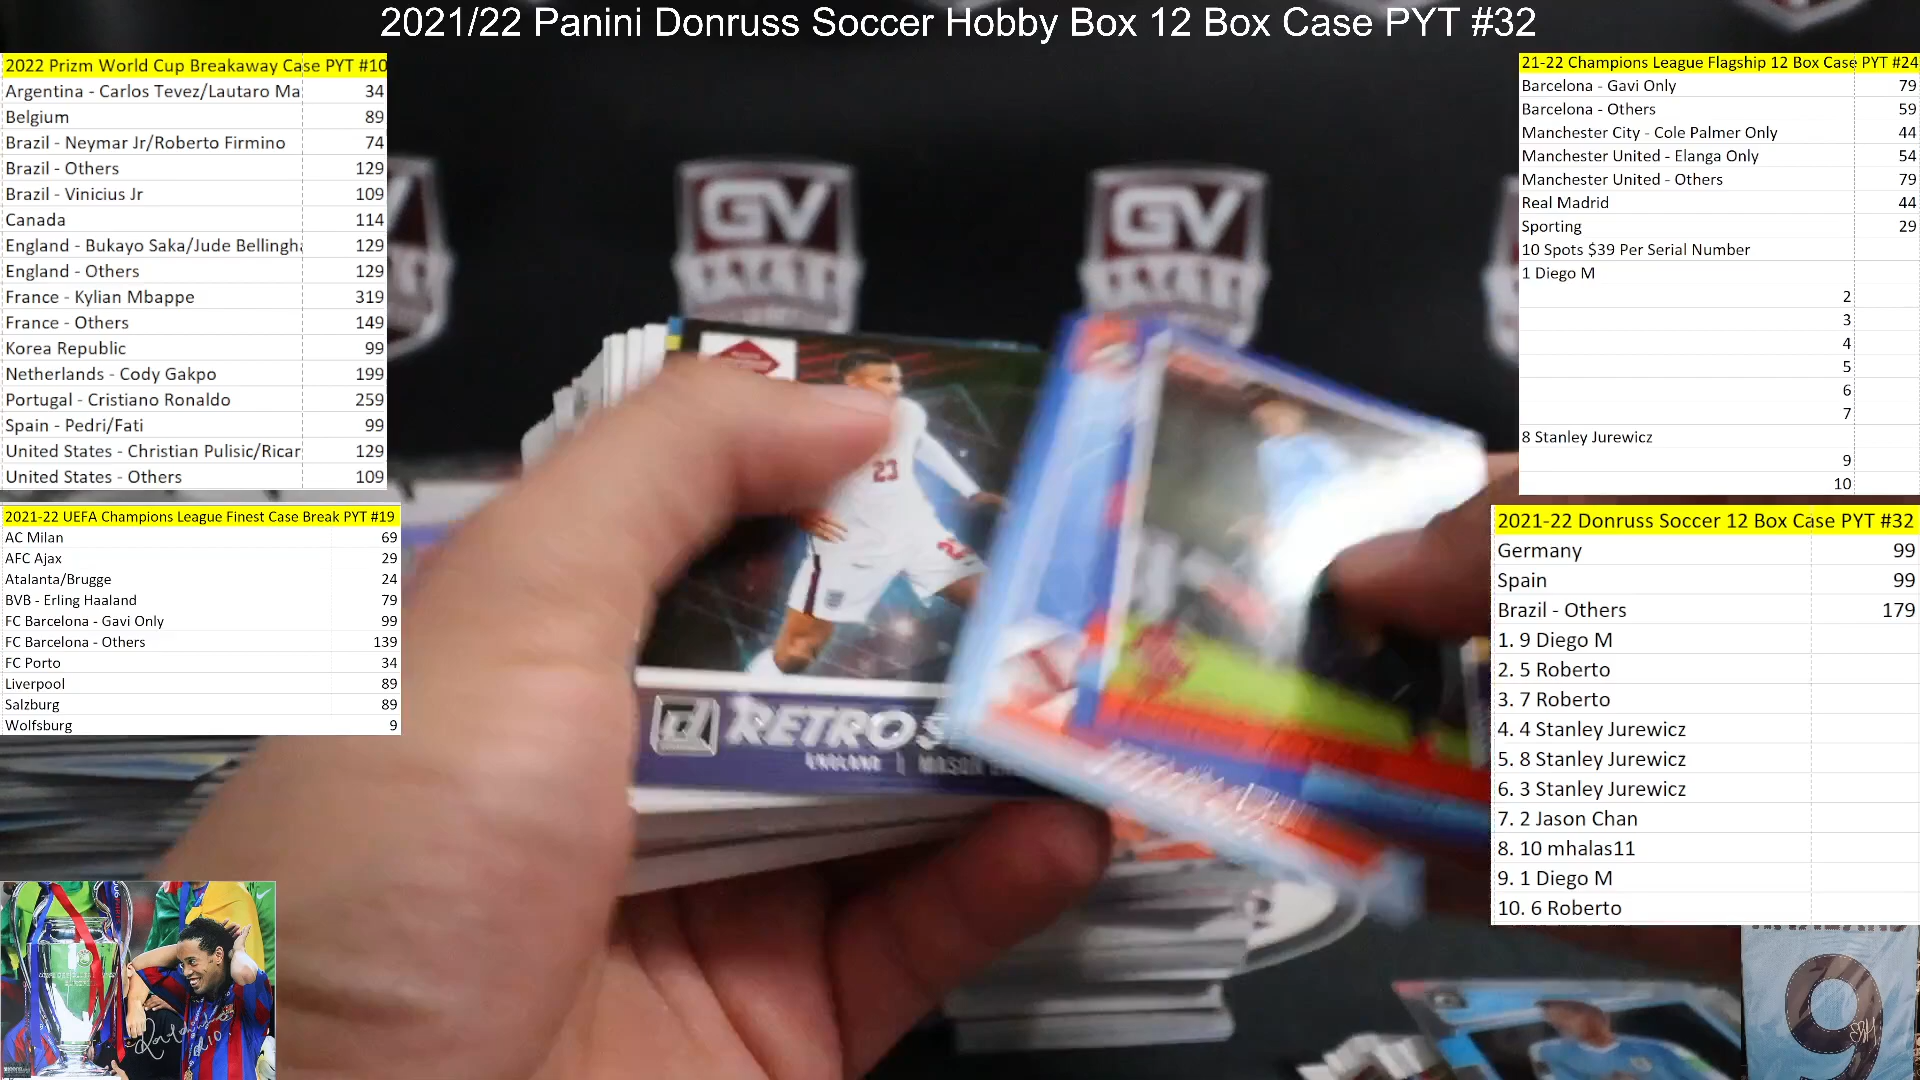 2021/22 Panini Donruss Soccer Hobby Box 12 Box Case PYT #32
2022 Prizm World Cup Breakaway Case PYT #10
Argentina - Carlos Tevez/Lautaro Ma 34
Belgium 89
Brazil - Neymar Jr/Roberto Firmino 74
Brazil - Others 129
Brazil - Vinicius Jr 109
Canada 114
England - Bukayo Saka/Jude Bellingh 129
England - Others 129
France - Kylian Mbappe 319
France - Others 149
Korea Republic 99
Netherlands - Cody Gakpo 199
Portugal - Cristiano Ronaldo 259
Spain - Pedri/Fati 99
United States - Christian Pulisic/Ricar 129
United States - Others 109
2021-22 UEFA Champions League Finest Case Break PYT #19
AC Milan 69
AFC Ajax 29
Atalanta/Brugge 24
BVB - Erling Haaland 79
FC Barcelona - Gavi Only 99
FC Barcelona - Others 139
FC Porto 34
Liverpool 89
Salzburg 89
Wolfsburg 9
21-22 Champions League Flagship 12 Box Case PYT #24
Barcelona - Gavi Only 79
Barcelona - Others 59
Manchester City - Cole Palmer Only 44
Manchester United - Elanga Only 54
Manchester United - Others 79
Real Madrid 44
Sporting 29
10 Spots $39 Per Serial Number
1 Diego M
2
3
4
5
6
7
8 Stanley Jurewicz
9
10
2021-22 Donruss Soccer 12 Box Case PYT #32
Germany 99
Spain 99
Brazil - Others 179
1. 9 Diego M
2. 5 Roberto
3. 7 Roberto
4. 4 Stanley Jurewicz
5. 8 Stanley Jurewicz
6. 3 Stanley Jurewicz
7. 2 Jason Chan
8. 10 mhalas11
9. 1 Diego M
10. 6 Roberto
GV
GV
23
RETRO
ENGLAND | MASON
9